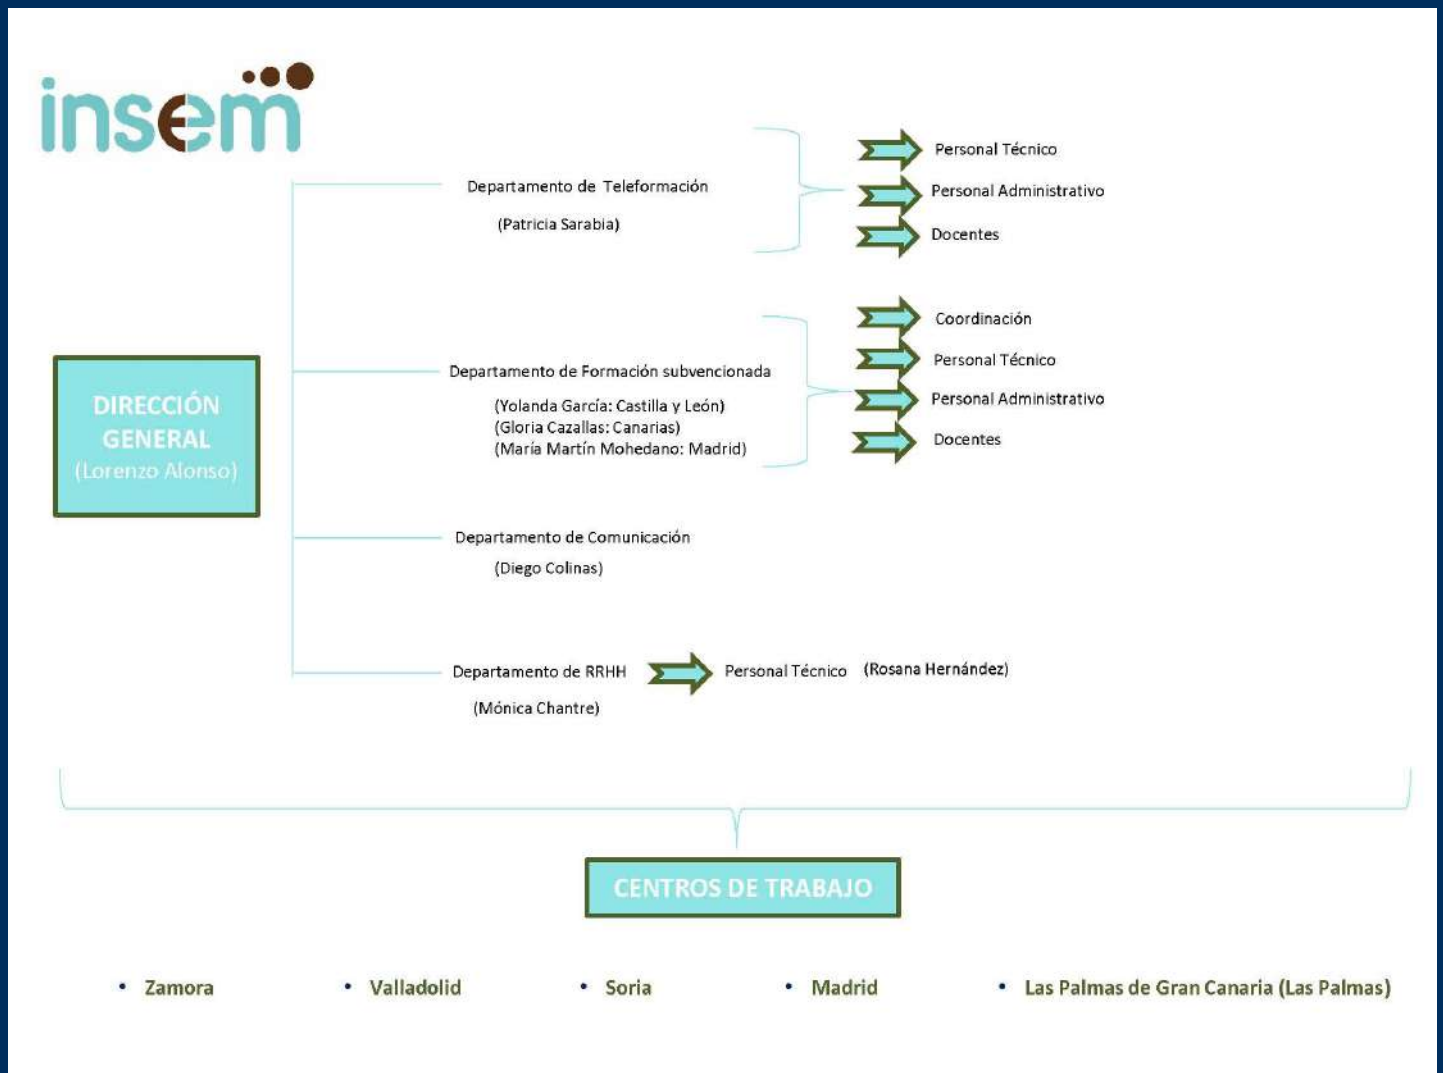 insem
DIRECCIÓN
GENERAL
(Lorenzo Alonso)
Departamento de Teleformación
(Patricia Sarabia)
Personal Técnico
Personal Administrativo
Docentes
Departamento de Formación subvencionada
(Yolanda García: Castilla y León)
(Gloria Cazallas: Canarias)
(María Martín Mohedano: Madrid)
Coordinación
Personal Técnico
Personal Administrativo
Docentes
Departamento de Comunicación
(Diego Colinas)
Departamento de RRHH
(Mónica Chantre)
Personal Técnico (Rosana Hernández)
CENTROS DE TRABAJO
• Zamora
• Valladolid
• Soria
• Madrid
• Las Palmas de Gran Canaria (Las Palmas)